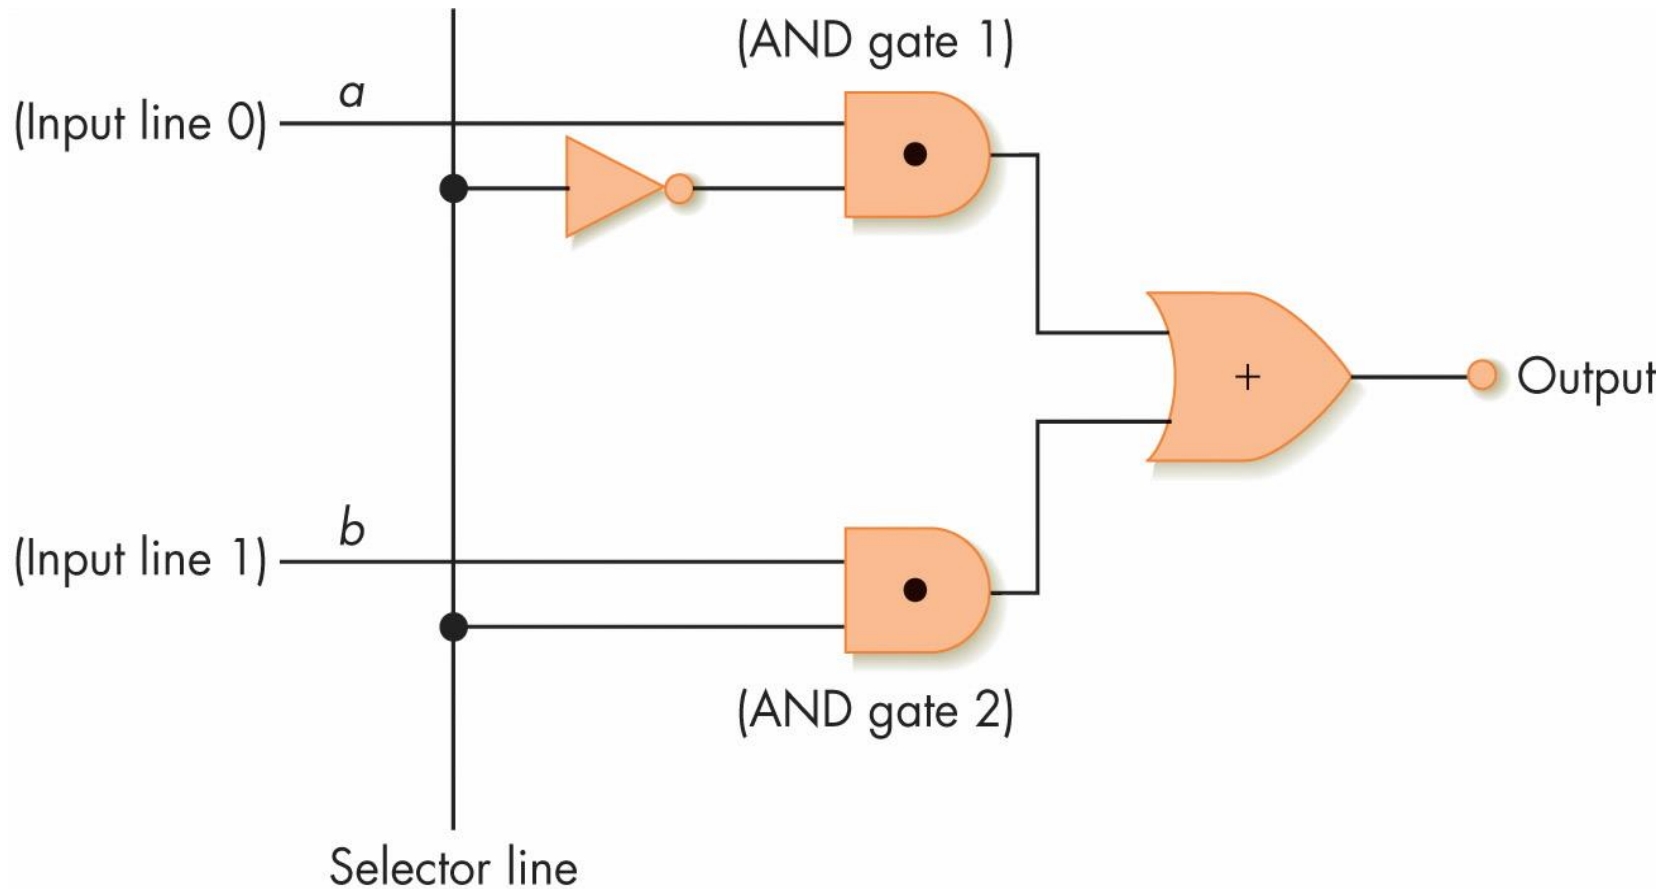 (AND gate 1)
a
(Input line 0)
+
Output
b
(Input line 1)
(AND gate 2)
Selector line